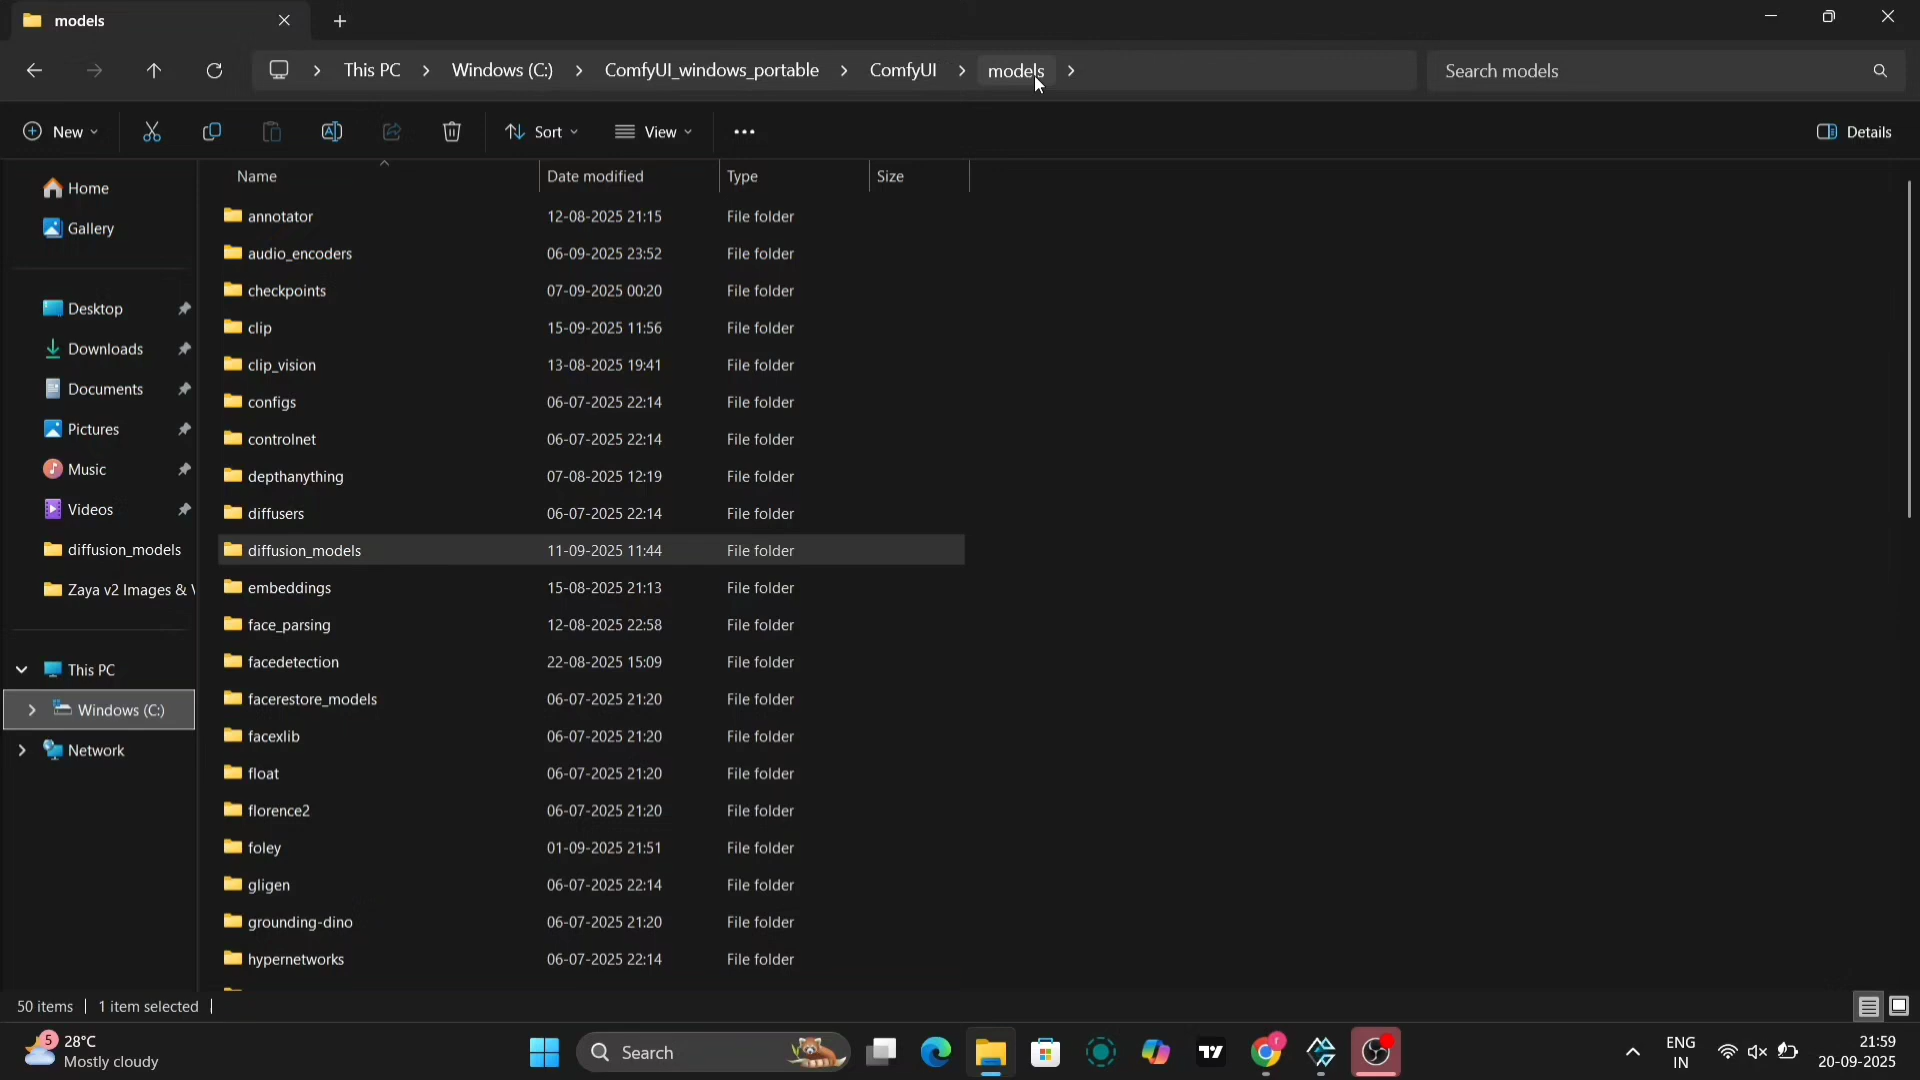 models
This PC
Windows (C:)
ComfyUI_windows_portable
ComfyUI
models
Search models
New
Sort
View
Details
Home
Gallery
Desktop
Downloads
Documents
Pictures
Music
Videos
diffusion_models
Zaya v2 Images &
This PC
Windows (C:)
Network
Name Date modified Type Size
annotator 12-08-2025 21:15 File folder
audio_encoders 06-09-2025 23:52 File folder
checkpoints 07-09-2025 00:20 File folder
clip 15-09-2025 11:56 File folder
clip_vision 13-08-2025 19:41 File folder
configs 06-07-2025 22:14 File folder
controlnet 06-07-2025 22:14 File folder
depthanything 07-08-2025 12:19 File folder
diffusers 06-07-2025 22:14 File folder
diffusion_models 11-09-2025 11:44 File folder
embeddings 15-08-2025 21:13 File folder
face_parsing 12-08-2025 22:58 File folder
facedetection 22-08-2025 15:09 File folder
facerestore_models 06-07-2025 21:20 File folder
facexlib 06-07-2025 21:20 File folder
float 06-07-2025 21:20 File folder
florence2 06-07-2025 21:20 File folder
foley 01-09-2025 21:51 File folder
gligen 06-07-2025 22:14 File folder
grounding-dino 06-07-2025 21:20 File folder
hypernetworks 06-07-2025 22:14 File folder
50 items 1 item selected
5
28°C
Mostly cloudy
Search
r
ENG
IN
21:59
20-09-2025